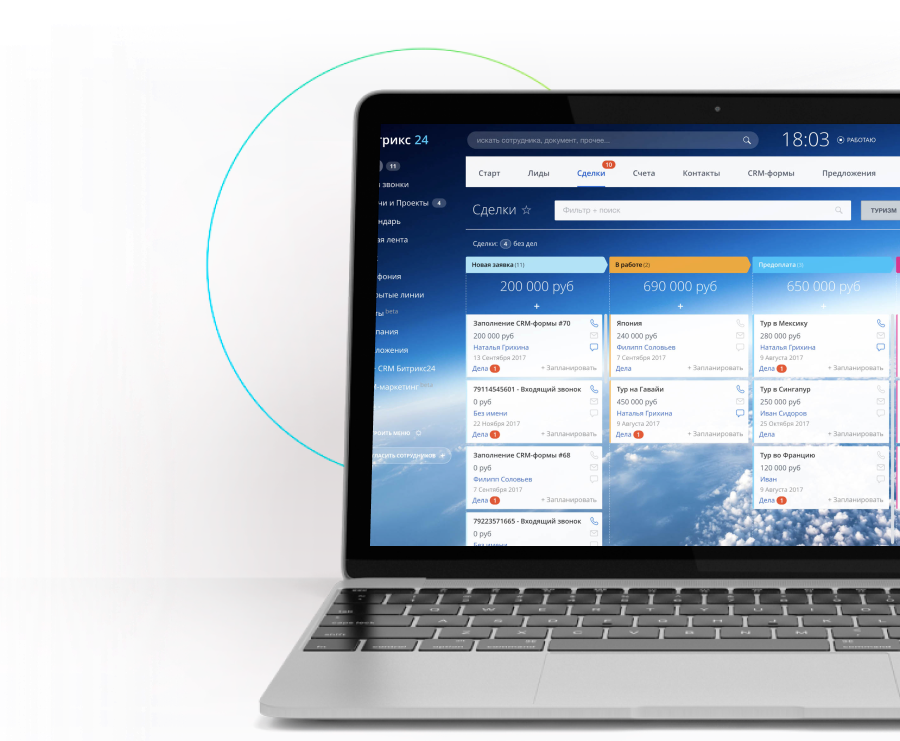 трикс 24
искать сотрудника, документ, прочее...
18:03
РАБОТАЮ
11
звонки
чи и Проекты 4
ндарь
ая лента
фония
рытые линии
ты beta
пания
ложения
CRM Битрикс24
-маркетинг beta
РОИТЬ МЕНЮ
ЛАСИТЬ СОТРУДНИКОВ +
Старт
Лиды
Сделки 10
Счета
Контакты
CRM-формы
Предложения
Сделки
Фильтр + поиск
ТУРИЗМ
Сделки: 4 без дел
Новая заявка (11)
200 000 руб
+
Заполнение CRM-формы #70
200 000 руб
Наталья Грихина
13 Сентября 2017
Дела 1 + Запланировать
79114545601 - Входящий звонок
0 руб
Без имени
22 Ноября 2017
Дела 1 + Запланировать
Заполнение CRM-формы #68
0 руб
Филипп Соловьев
7 Сентября 2017
Дела 1 + Запланировать
79223571665 - Входящий звонок
0 руб
Без имени
В работе (2)
690 000 руб
+
Япония
240 000 руб
Филипп Соловьев
7 Сентября 2017
Дела + Запланировать
Тур на Гавайи
450 000 руб
Наталья Грихина
9 Августа 2017
Дела 1 + Запланировать
Предоплата (3)
650 000 руб
+
Тур в Мексику
280 000 руб
Наталья Грихина
9 Августа 2017
Дела 1 + Запланировать
Тур в Сингапур
250 000 руб
Иван Сидоров
25 Октября 2017
Дела + Запланировать
Тур во Францию
120 000 руб
Иван
9 Августа 2017
Дела 1 + Запланировать